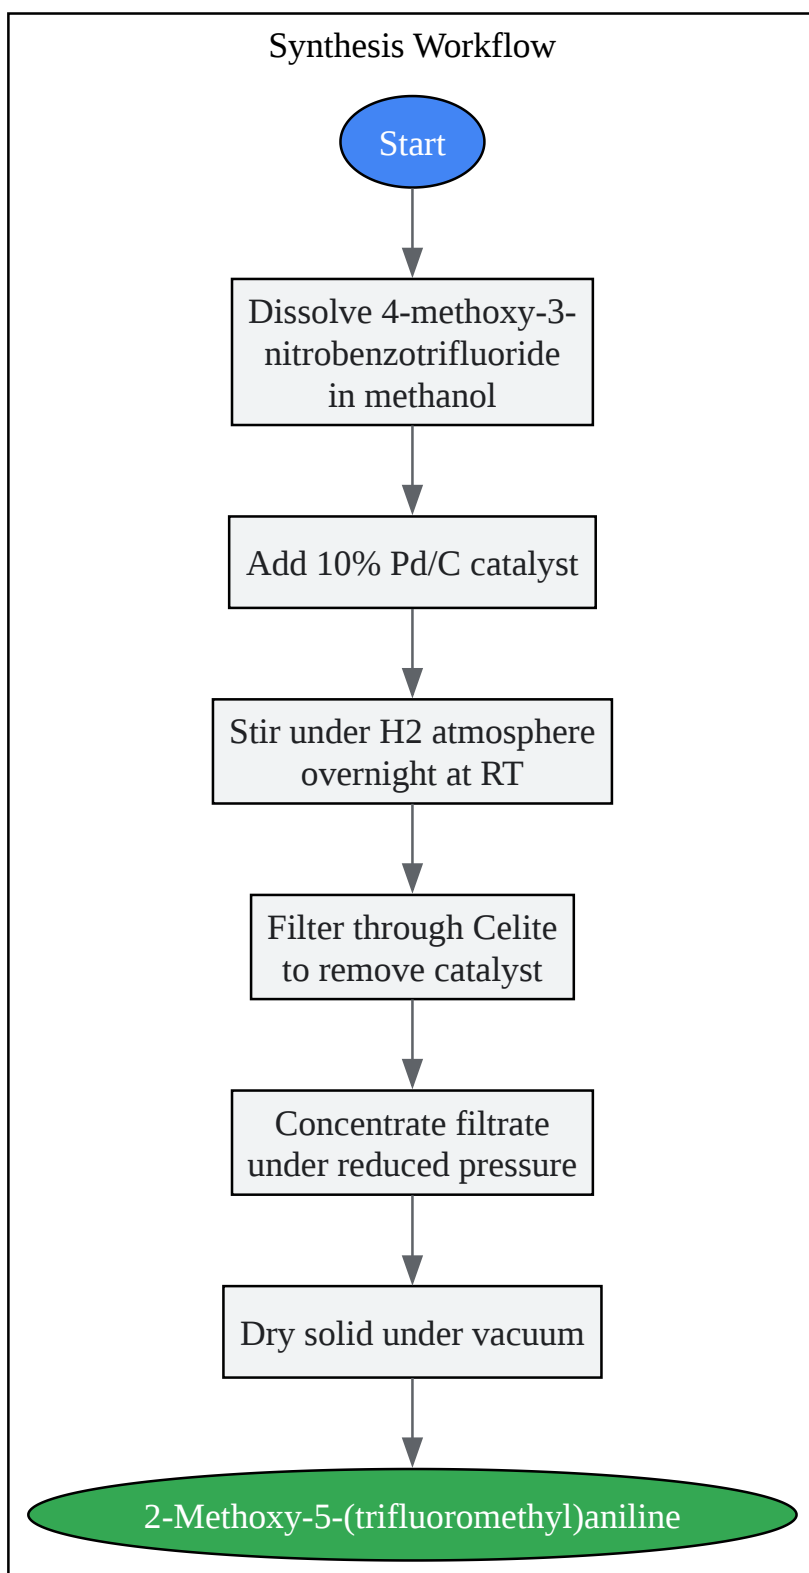 Synthesis Workflow
Start
Dissolve 4-methoxy-3-
nitrobenzotrifluoride
in methanol
Add 10% Pd/C catalyst
Stir under H2 atmosphere
overnight at RT
Filter through Celite
to remove catalyst
Concentrate filtrate
under reduced pressure
Dry solid under vacuum
2-Methoxy-5-(trifluoromethyl)aniline